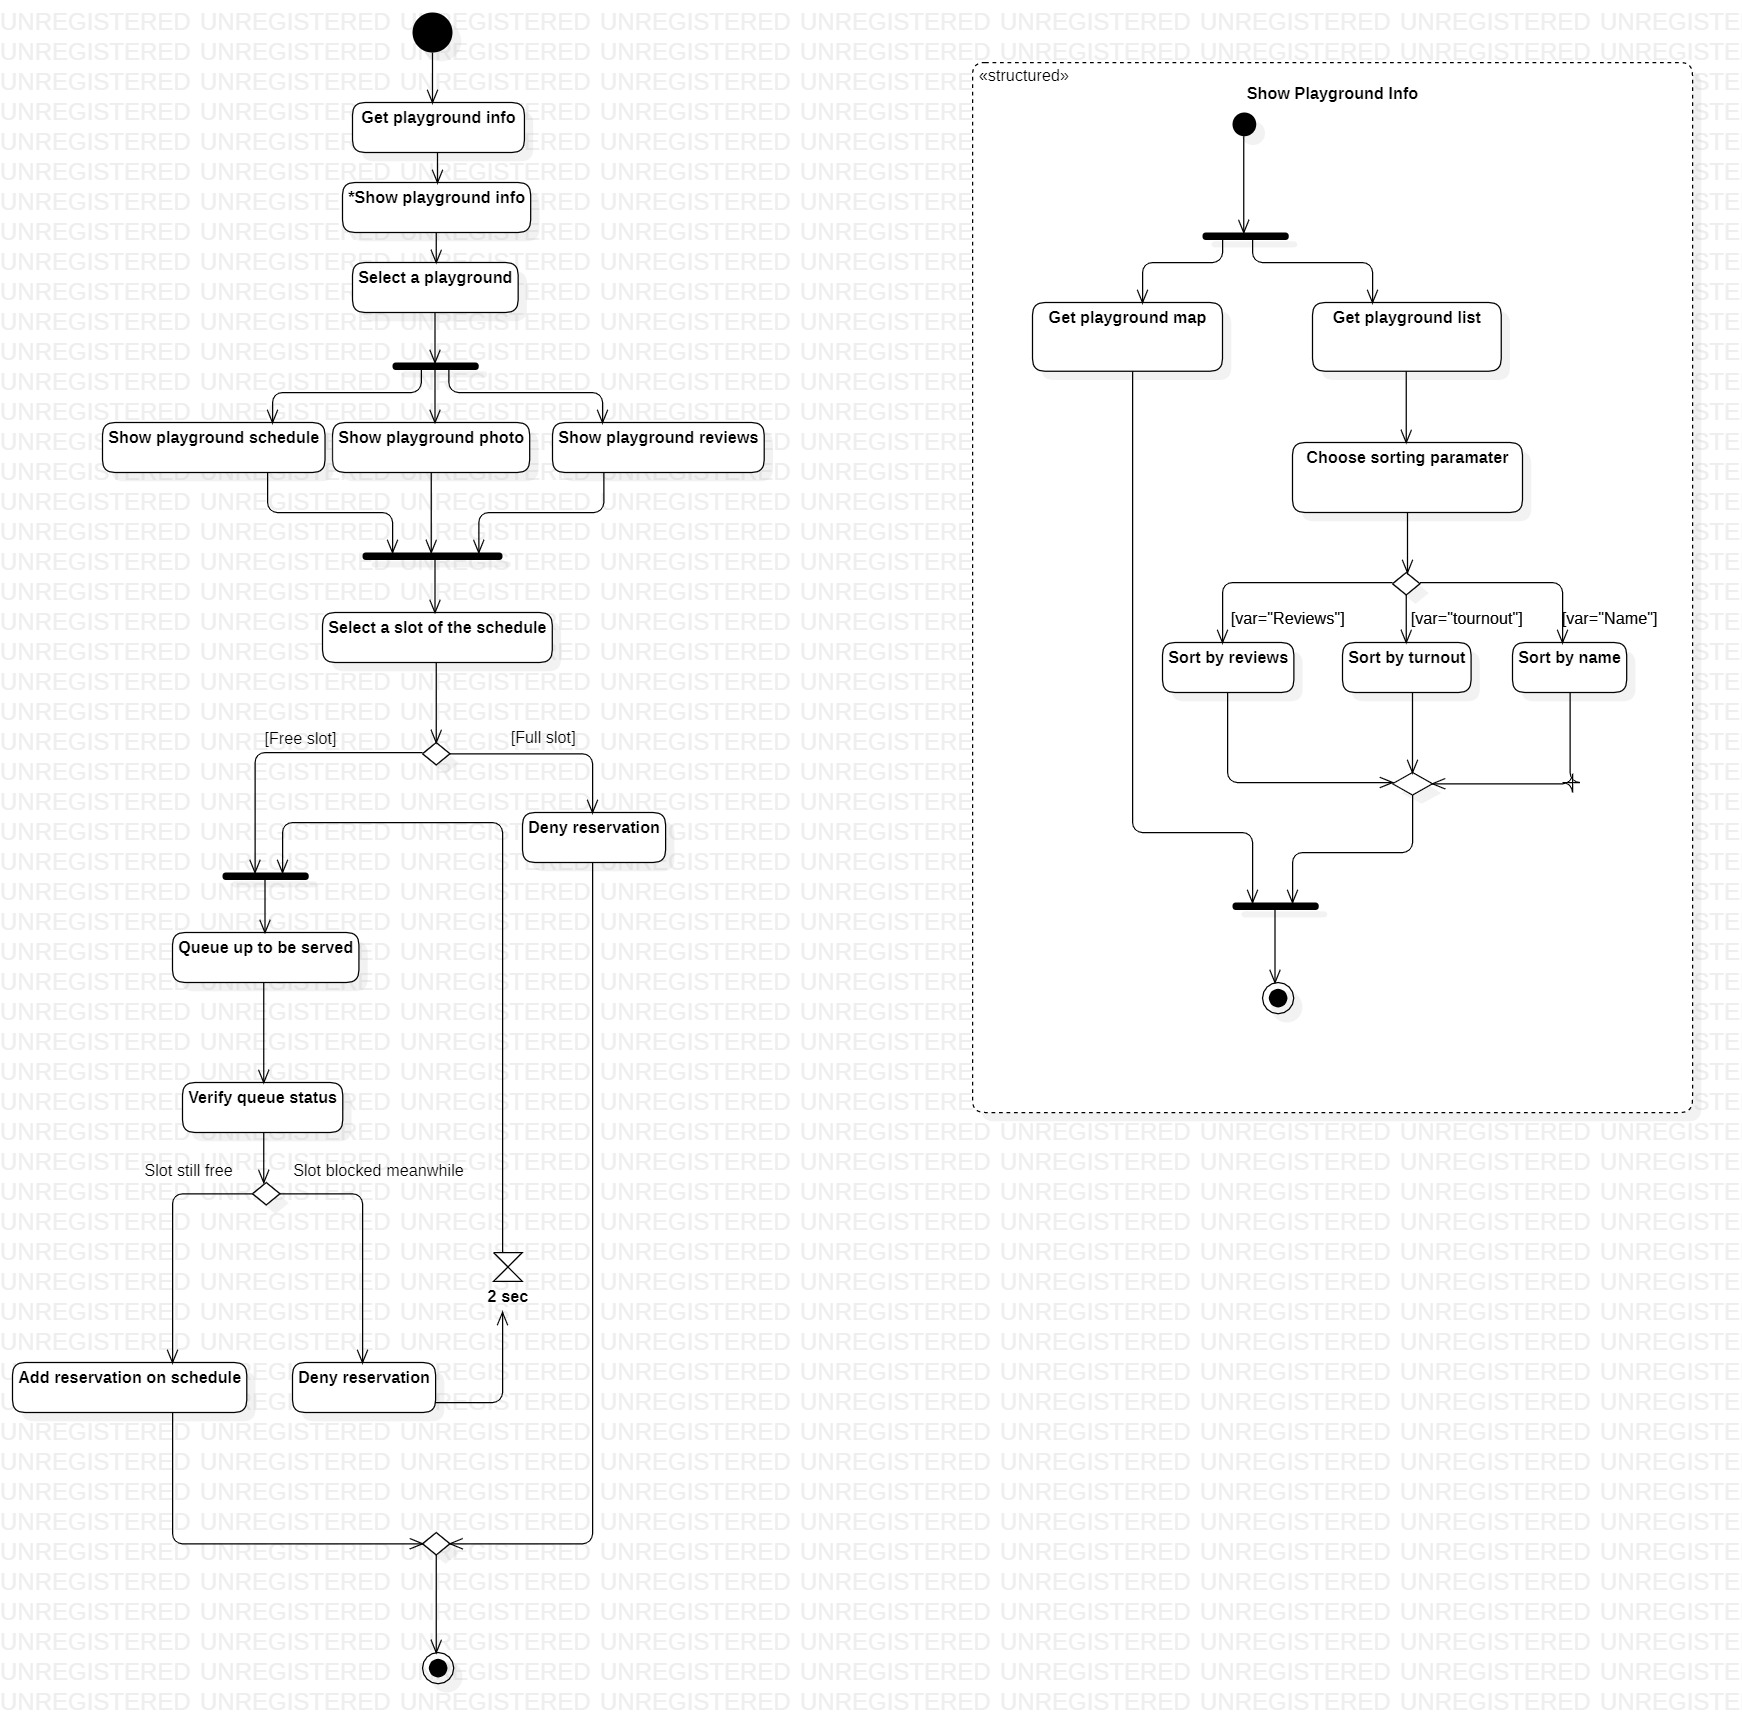 Get playground info
*Show playground info
Select a playground
Show playground schedule
Show playground photo
Show playground reviews
Select a slot of the schedule
[Free slot]
[Full slot]
Deny reservation
Queue up to be served
Verify queue status
Slot still free
Slot blocked meanwhile
2 sec
Add reservation on schedule
Deny reservation
«structured»
Show Playground Info
Get playground map
Get playground list
Choose sorting paramater
[var="Reviews"]
[var="tournout"]
[var="Name"]
Sort by reviews
Sort by turnout
Sort by name
UNREGISTERED